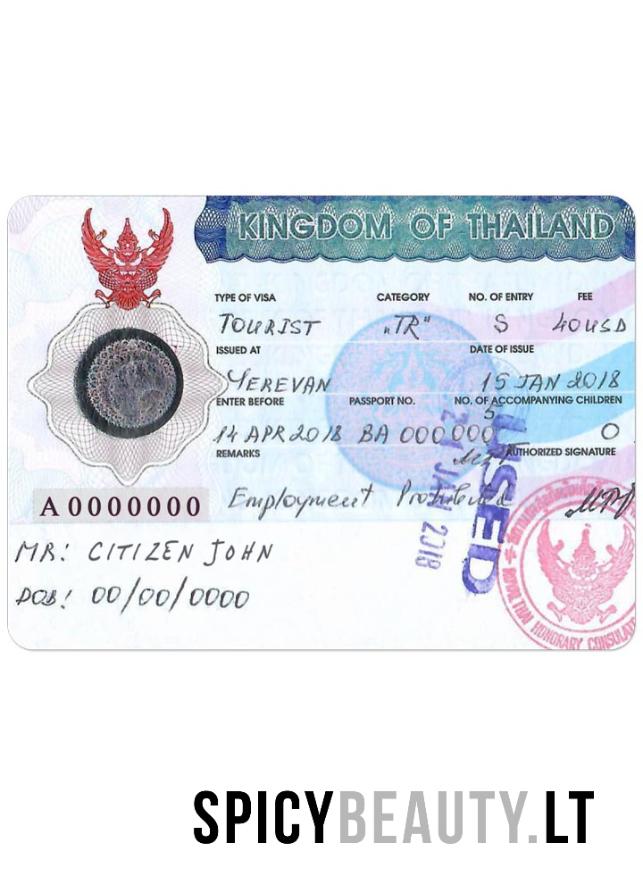 KINGDOM OF THAILAND
TYPE OF VISA CATEGORY NO. OF ENTRY FEE
TOURIST „TR" S 40USD
ISSUED AT DATE OF ISSUE
YEREVAN 15 JAN 2018
ENTER BEFORE PASSPORT NO. NO. OF ACCOMPANYING CHILDREN
14 APR 2018 BA 000000 0
REMARKS AUTHORIZED SIGNATURE
Employment Prohibited
A0000000
USED
JAN 2018
MR: CITIZEN JOHN
DOB: 00/00/0000
ROYAL THAI HONORARY CONSULATE
SPICYBEAUTY.LT